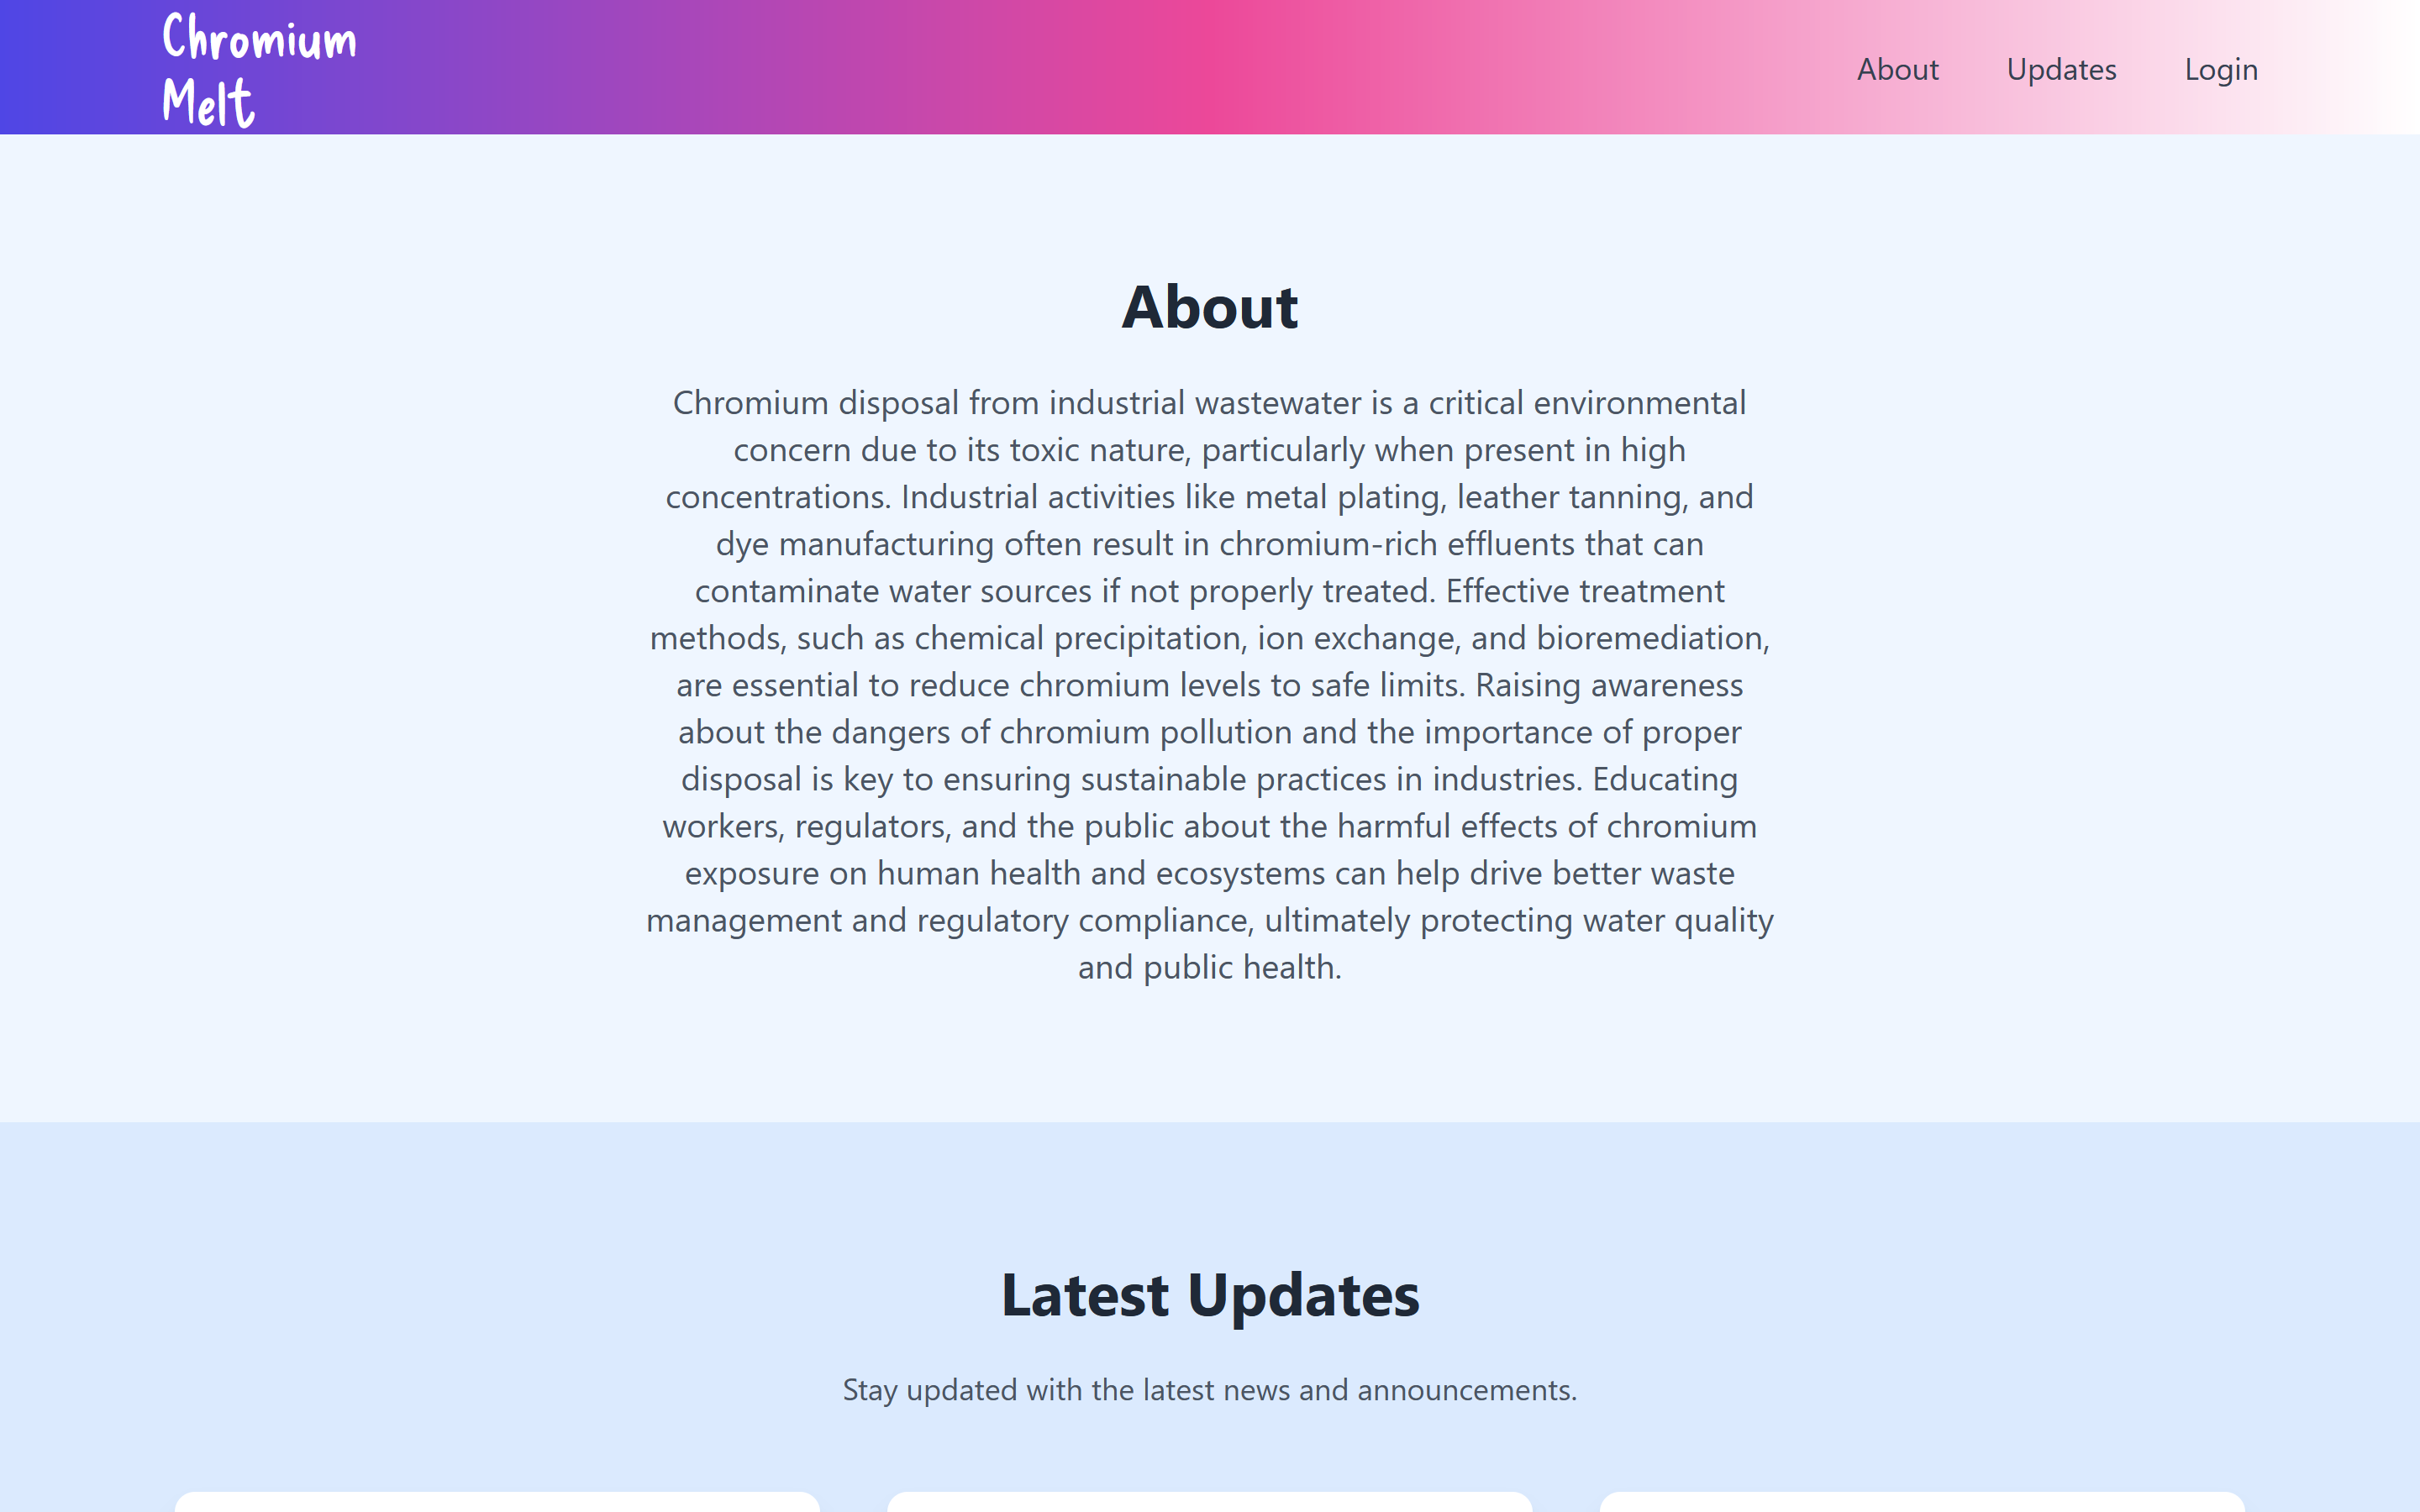 Chromium
Melt
About
Updates
Login
About
Chromium disposal from industrial wastewater is a critical environmental
concern due to its toxic nature, particularly when present in high
concentrations. Industrial activities like metal plating, leather tanning, and
dye manufacturing often result in chromium-rich effluents that can
contaminate water sources if not properly treated. Effective treatment
methods, such as chemical precipitation, ion exchange, and bioremediation,
are essential to reduce chromium levels to safe limits. Raising awareness
about the dangers of chromium pollution and the importance of proper
disposal is key to ensuring sustainable practices in industries. Educating
workers, regulators, and the public about the harmful effects of chromium
exposure on human health and ecosystems can help drive better waste
management and regulatory compliance, ultimately protecting water quality
and public health.
Latest Updates
Stay updated with the latest news and announcements.